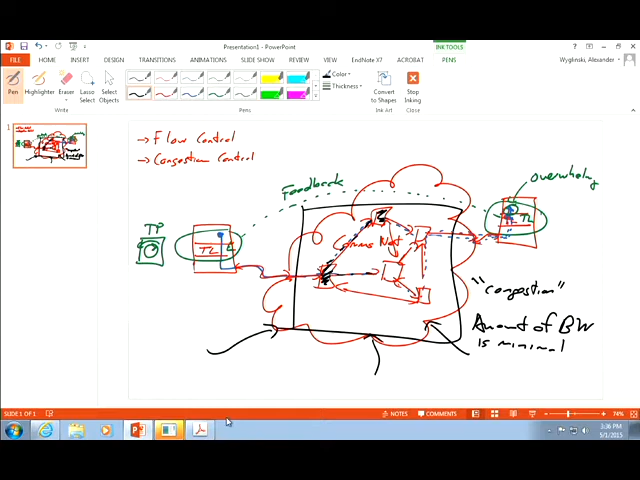 Presentation1 - PowerPoint
INK TOOLS
FILE HOME INSERT DESIGN TRANSITIONS ANIMATIONS SLIDE SHOW REVIEW VIEW EndNote X7 ACROBAT PENS
Wyglinski, Alexander
Pen Highlighter Eraser Lasso Select Select Objects
Color
Thickness
Convert to Shapes
Stop Inking
Write Pens Ink Art Close
1
→ Flow Control
→ Congestion Control
Feedback
overwhelming
TP
TL
Comms Net
TL
"congestion"
Amount of BW
is minimal
SLIDE 1 OF 1
NOTES COMMENTS 74%
3:36 PM
5/1/2015